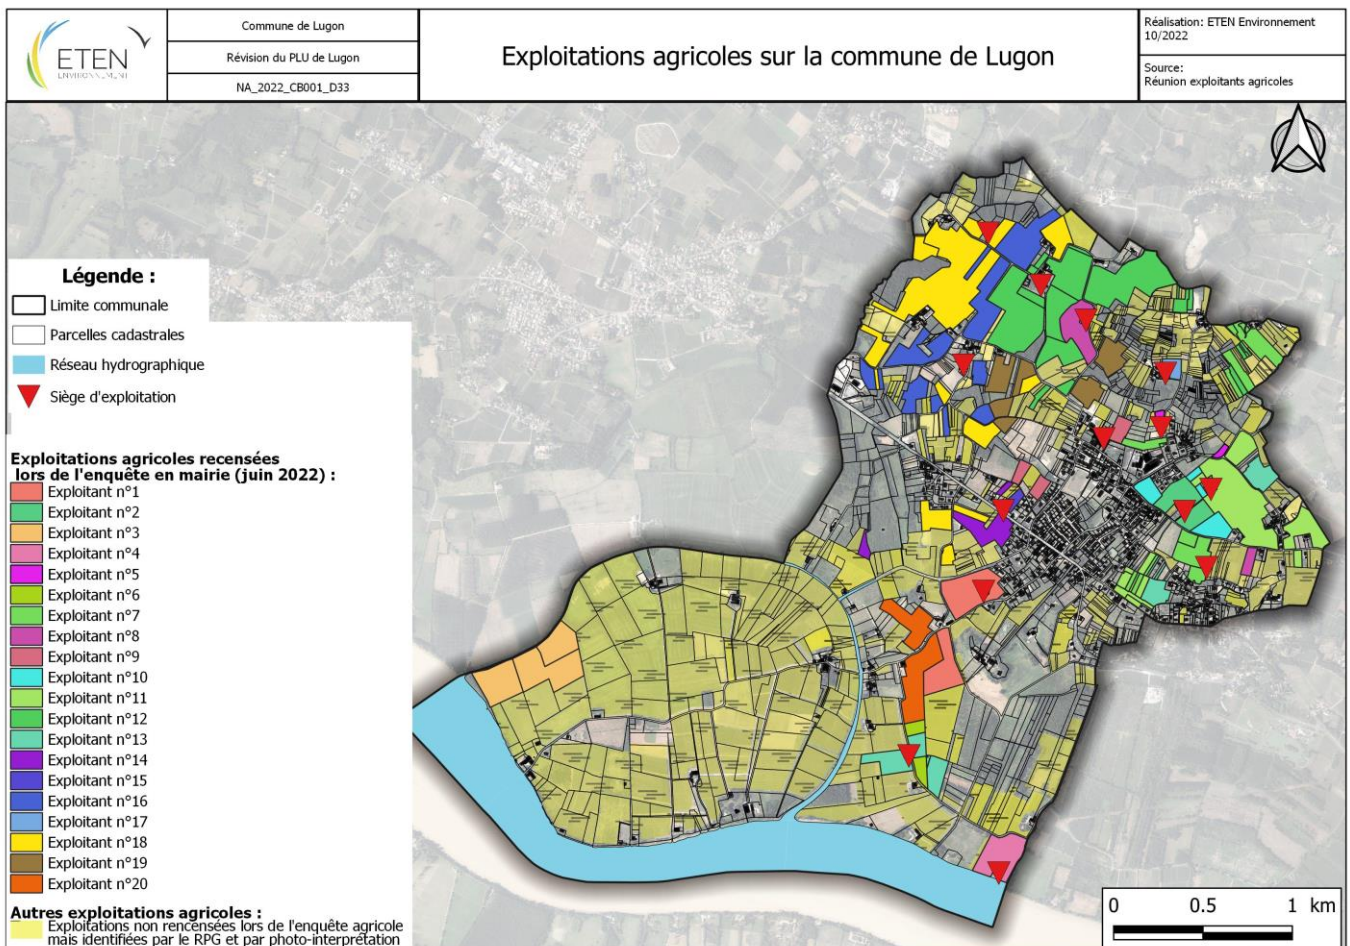 ETEN
ENVIRONNEMENT
Commune de Lugon
Révision du PLU de Lugon
NA_2022_CB001_D33
Exploitations agricoles sur la commune de Lugon
Réalisation: ETEN Environnement
10/2022
Source:
Réunion exploitants agricoles
Légende :
Limite communale
Parcelles cadastrales
Réseau hydrographique
Siège d'exploitation
Exploitations agricoles recensées
lors de l'enquête en mairie (juin 2022) :
Exploitant n°1
Exploitant n°2
Exploitant n°3
Exploitant n°4
Exploitant n°5
Exploitant n°6
Exploitant n°7
Exploitant n°8
Exploitant n°9
Exploitant n°10
Exploitant n°11
Exploitant n°12
Exploitant n°13
Exploitant n°14
Exploitant n°15
Exploitant n°16
Exploitant n°17
Exploitant n°18
Exploitant n°19
Exploitant n°20
Autres exploitations agricoles :
Exploitations non rencensées lors de l'enquête agricole
mais identifiées par le RPG et par photo-interprétation
0 0.5 1 km